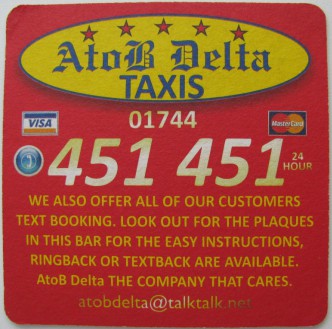 AtoB Delta
TAXIS
01744
VISA
MasterCard
451 451
24
HOUR
WE ALSO OFFER ALL OF OUR CUSTOMERS
TEXT BOOKING. LOOK OUT FOR THE PLAQUES
IN THIS BAR FOR THE EASY INSTRUCTIONS,
RINGBACK OR TEXTBACK ARE AVAILABLE.
AtoB Delta THE COMPANY THAT CARES.
atobdelta@talktalk.net